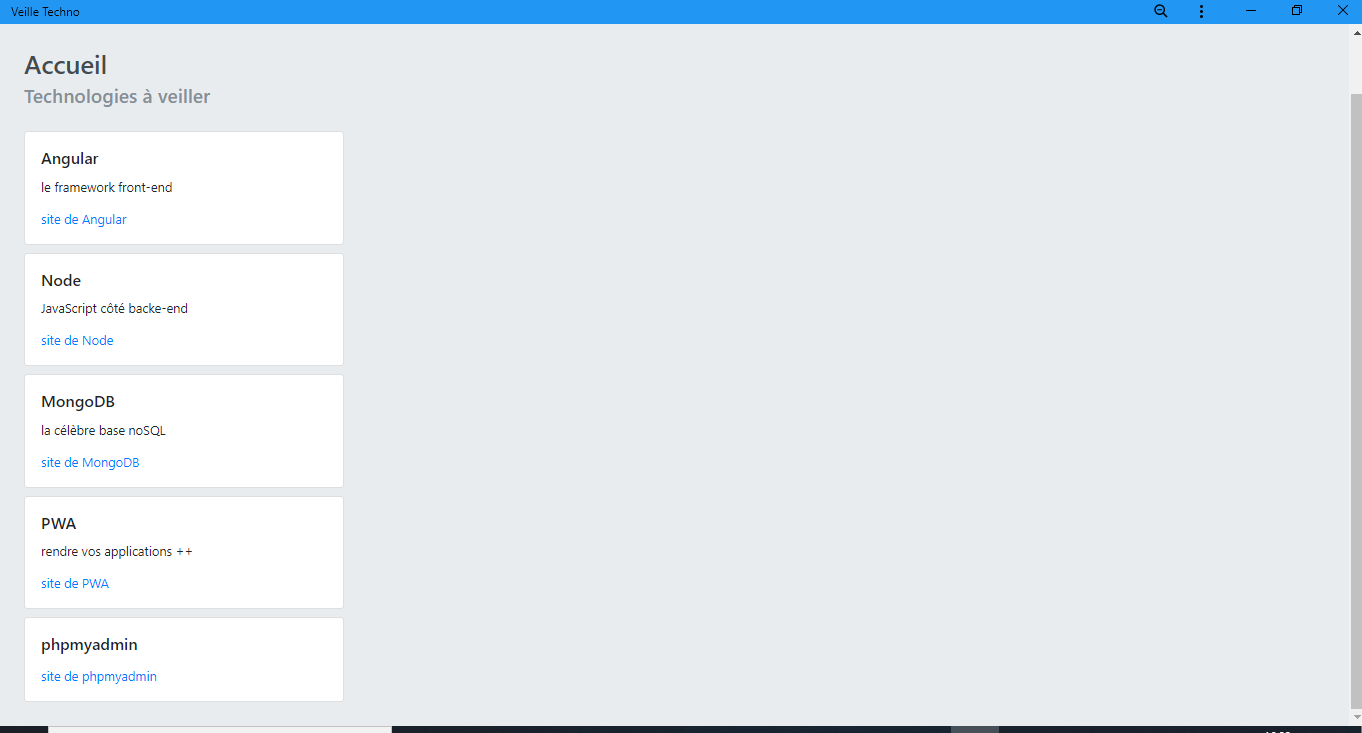 Veille Techno
Accueil
Technologies à veiller
Angular
le framework front-end
site de Angular
Node
JavaScript côté backe-end
site de Node
MongoDB
la célèbre base noSQL
site de MongoDB
PWA
rendre vos applications ++
site de PWA
phpmyadmin
site de phpmyadmin